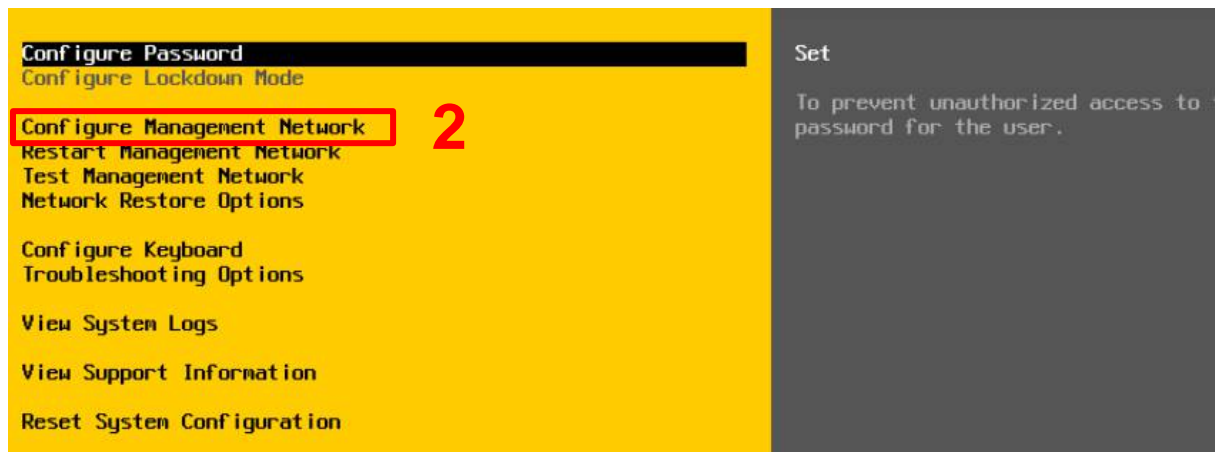 Configure Password
Configure Lockdown Mode
Configure Management Network
2
Restart Management Network
Test Management Network
Network Restore Options
Configure Keyboard
Troubleshooting Options
View System Logs
View Support Information
Reset System Configuration
Set
To prevent unauthorized access to
password for the user.